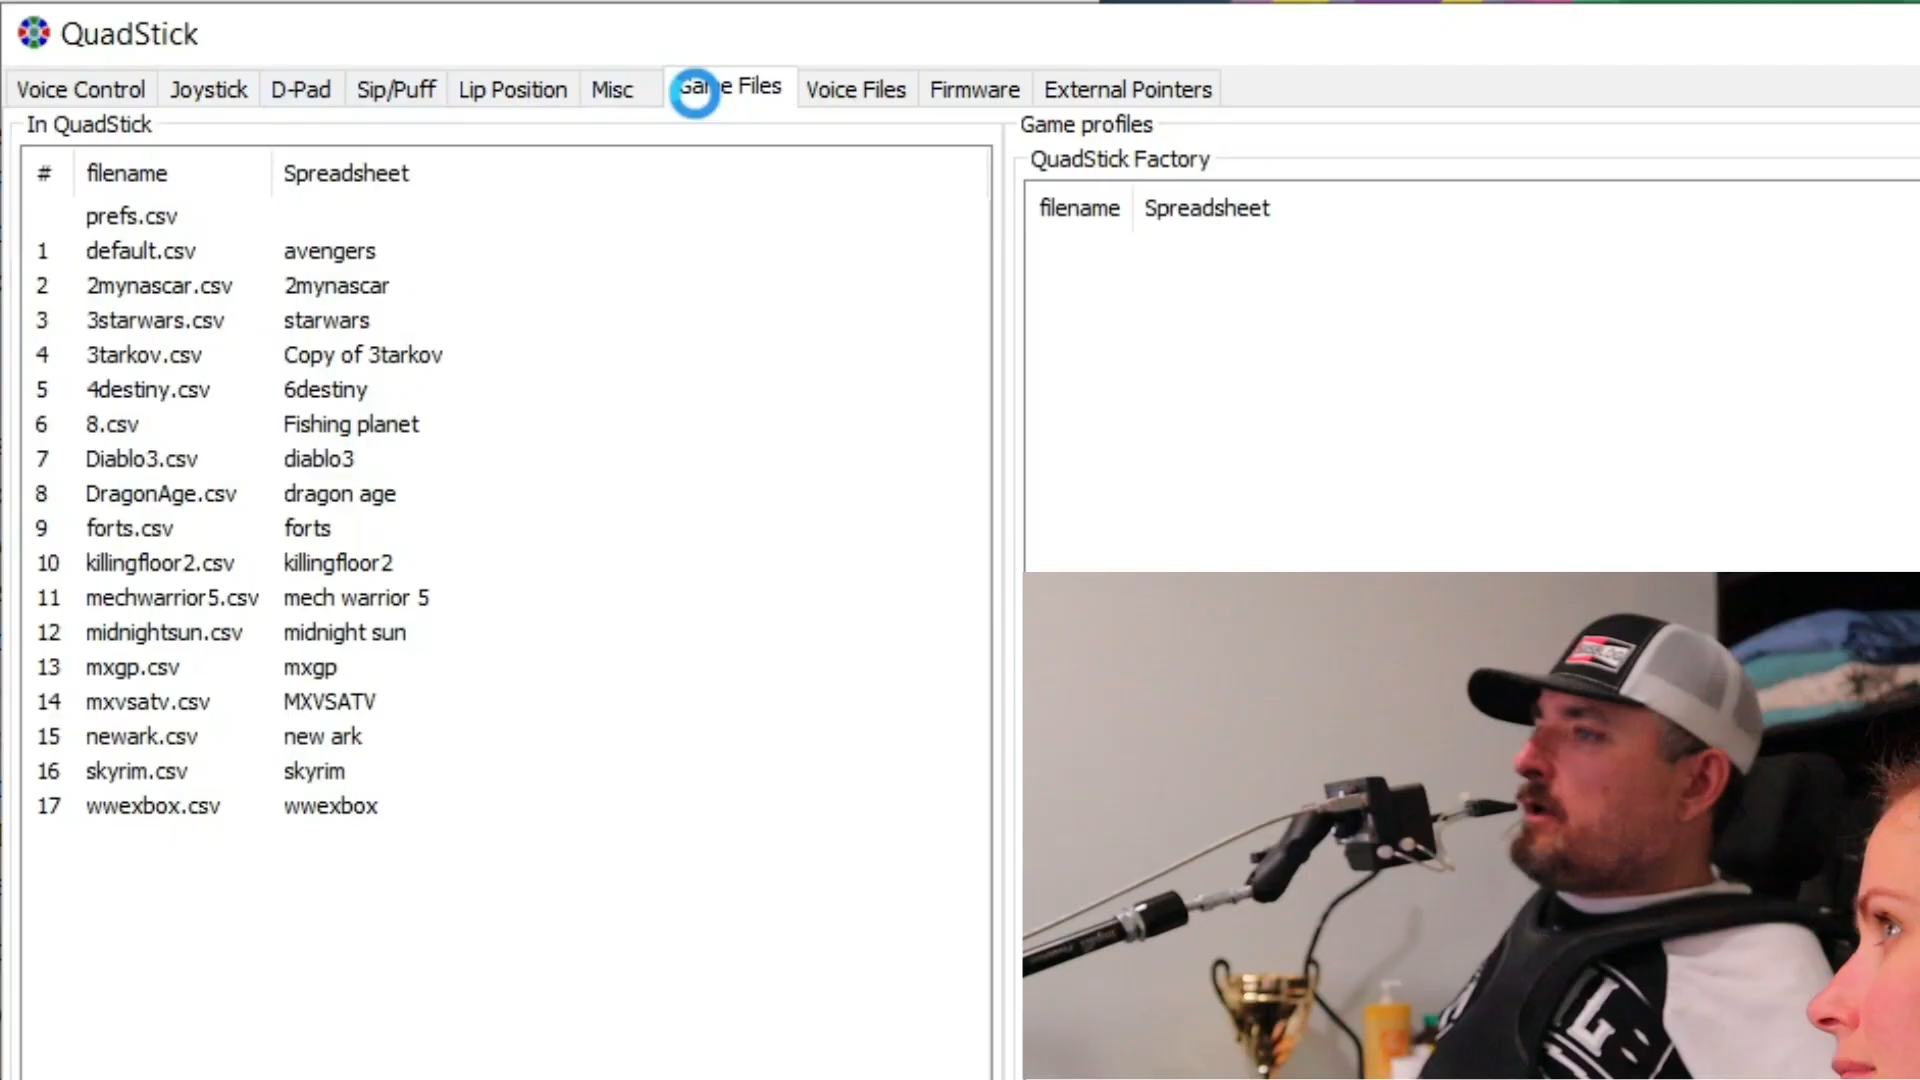 QuadStick
Voice Control Joystick D-Pad Sip/Puff Lip Position Misc Game Files Voice Files Firmware External Pointers
In QuadStick
# filename Spreadsheet
prefs.csv
1 default.csv avengers
2 2mynascar.csv 2mynascar
3 3starwars.csv starwars
4 3tarkov.csv Copy of 3tarkov
5 4destiny.csv 6destiny
6 8.csv Fishing planet
7 Diablo3.csv diablo3
8 DragonAge.csv dragon age
9 forts.csv forts
10 killingfloor2.csv killingfloor2
11 mechwarrior5.csv mech warrior 5
12 midnightsun.csv midnight sun
13 mxgp.csv mxgp
14 mxvsatv.csv MXVSATV
15 newark.csv new ark
16 skyrim.csv skyrim
17 wwexbox.csv wwexbox
Game profiles
QuadStick Factory
filename Spreadsheet